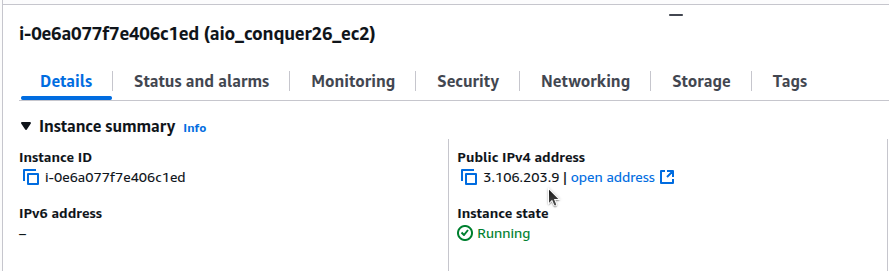 i-0e6a077f7e406c1ed (aio_conquer26_ec2)
Details Status and alarms Monitoring Security Networking Storage Tags
Instance summary Info
Instance ID
i-0e6a077f7e406c1ed
Public IPv4 address
3.106.203.9 | open address
IPv6 address
–
Instance state
Running